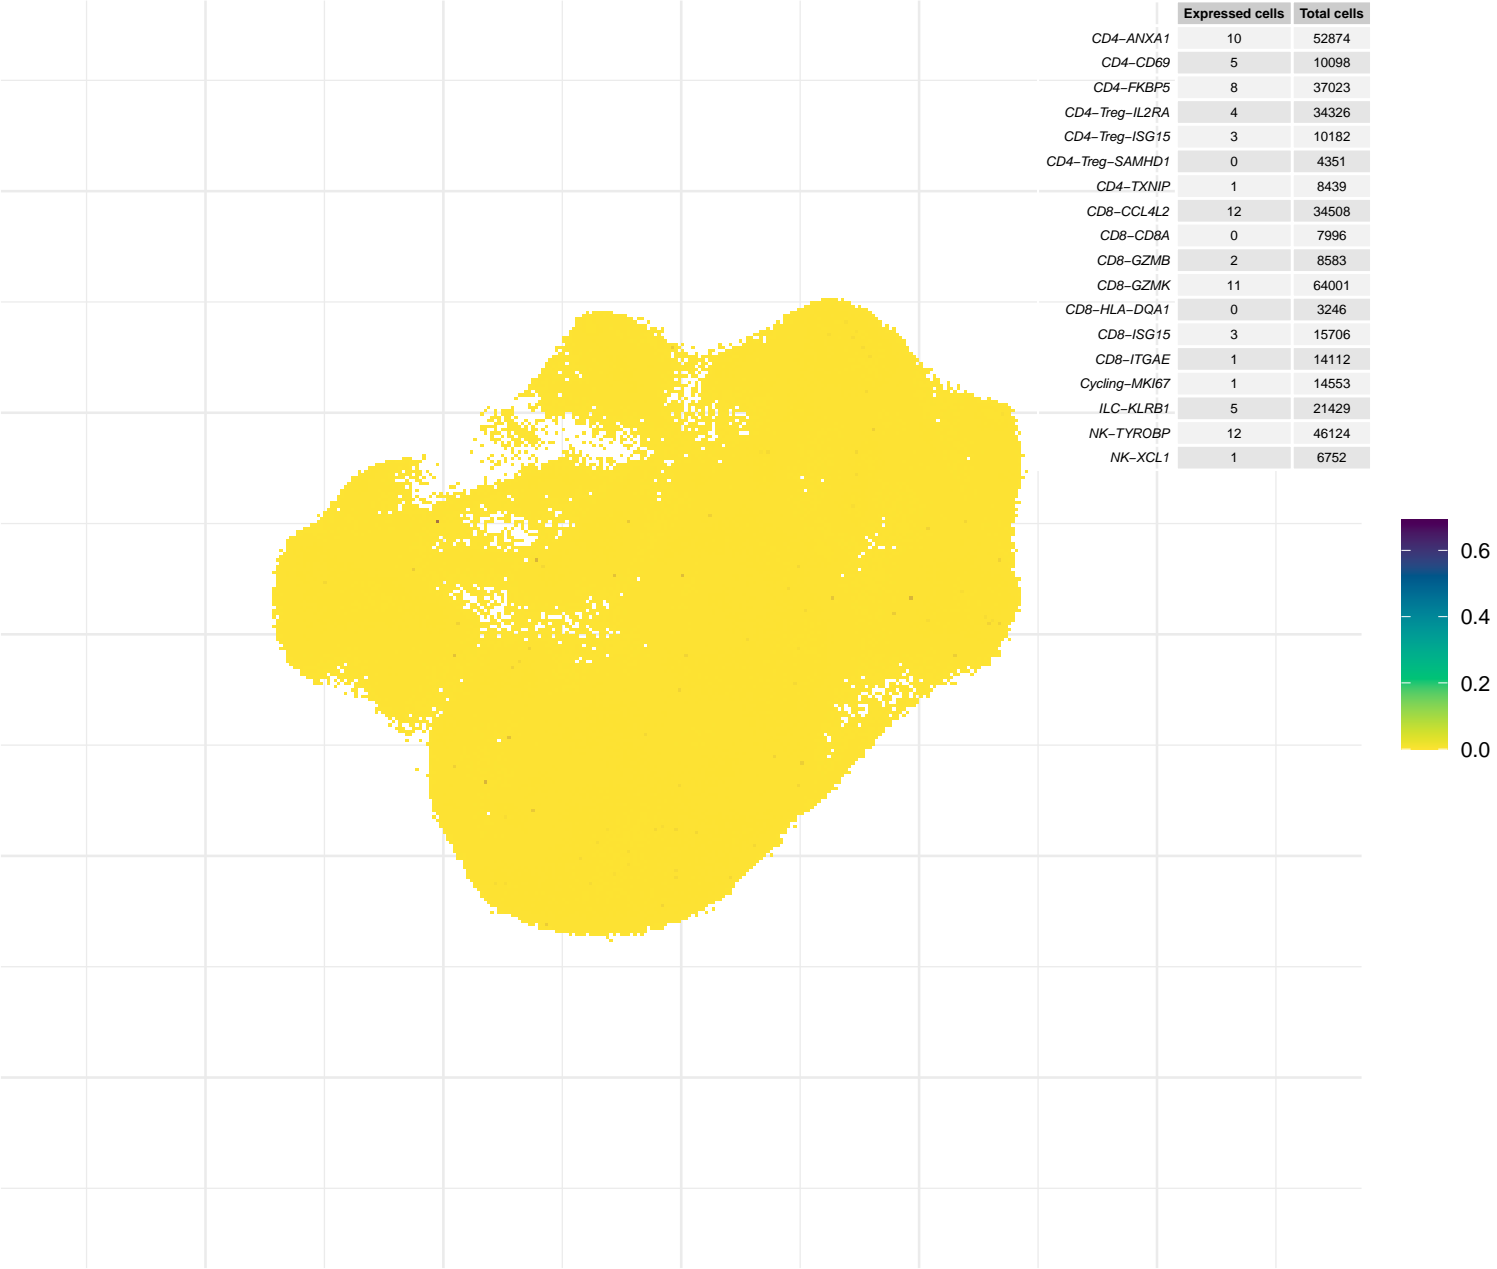 Expressed cells Total cells
CD4−ANXA1 10 52874
CD4−CD69 5 10098
CD4−FKBP5 8 37023
CD4−Treg−IL2RA 4 34326
CD4−Treg−ISG15 3 10182
CD4−Treg−SAMHD1 0 4351
CD4−TXNIP 1 8439
CD8−CCL4L2 12 34508
CD8−CD8A 0 7996
CD8−GZMB 2 8583
CD8−GZMK 11 64001
CD8−HLA−DQA1 0 3246
CD8−ISG15 3 15706
CD8−ITGAE 1 14112
Cycling−MKI67 1 14553
ILC−KLRB1 5 21429
NK−TYROBP 12 46124
NK−XCL1 1 6752
0.6
0.4
0.2
0.0